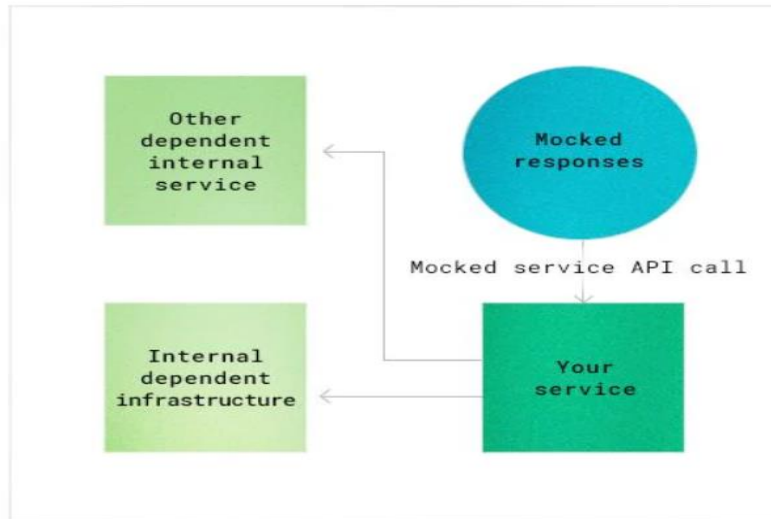 Other
dependent
internal
service
Mocked
responses
Mocked service API call
Internal
dependent
infrastructure
Your
service